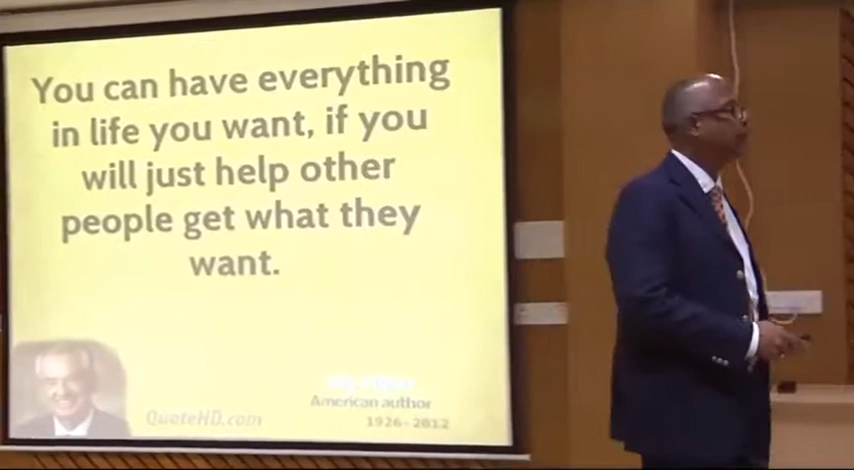 You can have everything
in life you want, if you
will just help other
people get what they
want.
American author
QuoteHD.com
1926-2012